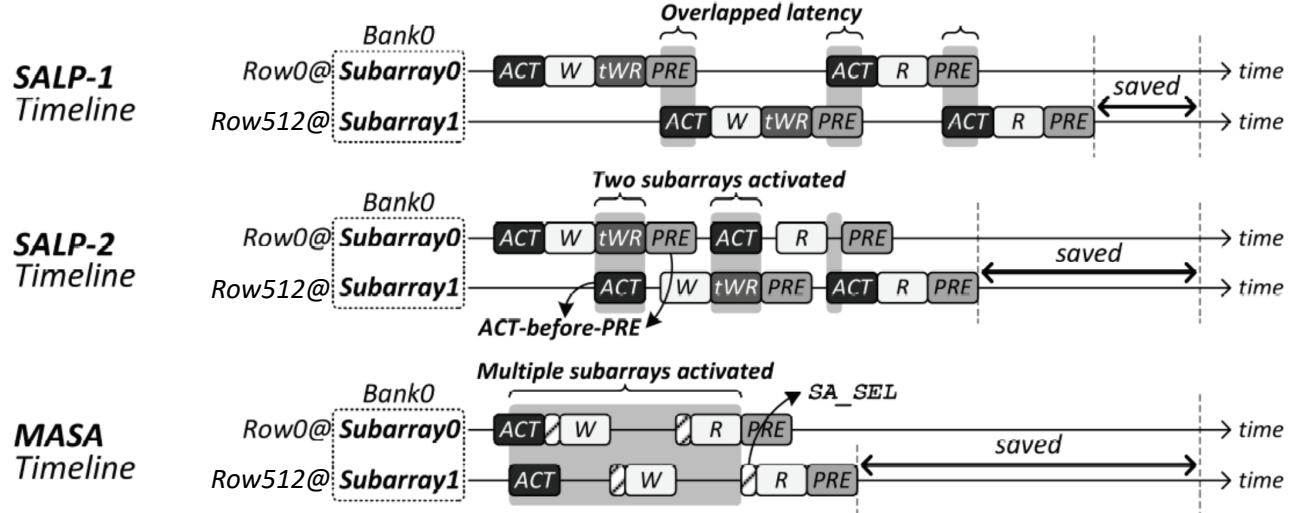 Overlapped latency
Bank0
SALP-1
Timeline
Row0@ Subarray0 ACT W tWR PRE ACT R PRE time
saved
Row512@ Subarray1 ACT W tWR PRE ACT R PRE time
Two subarrays activated
Bank0
SALP-2
Timeline
Row0@ Subarray0 ACT W tWR PRE ACT R PRE time
saved
Row512@ Subarray1 ACT W tWR PRE ACT R PRE time
ACT-before-PRE
Multiple subarrays activated
Bank0
SA_SEL
MASA
Timeline
Row0@ Subarray0 ACT W R PRE time
saved
Row512@ Subarray1 ACT W R PRE time